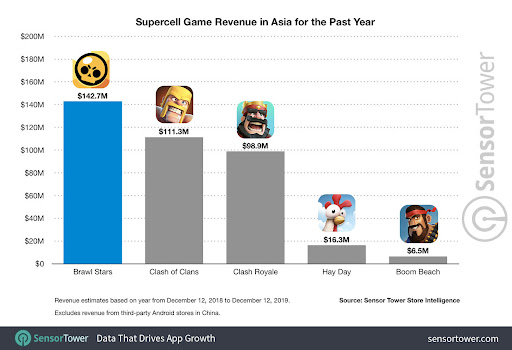 Supercell Game Revenue in Asia for the Past Year
$200M
$180M
$160M
$140M
$120M
$100M
$80M
$60M
$40M
$20M
$0
$142.7M
$111.3M
$98.9M
$16.3M
$6.5M
Brawl Stars
Clash of Clans
Clash Royale
Hay Day
Boom Beach
SensorTower
Revenue estimates based on year from December 12, 2018 to December 12, 2019.
Source: Sensor Tower Store Intelligence
Excludes revenue from third-party Android stores in China.
SensorTower
Data That Drives App Growth
sensortower.com